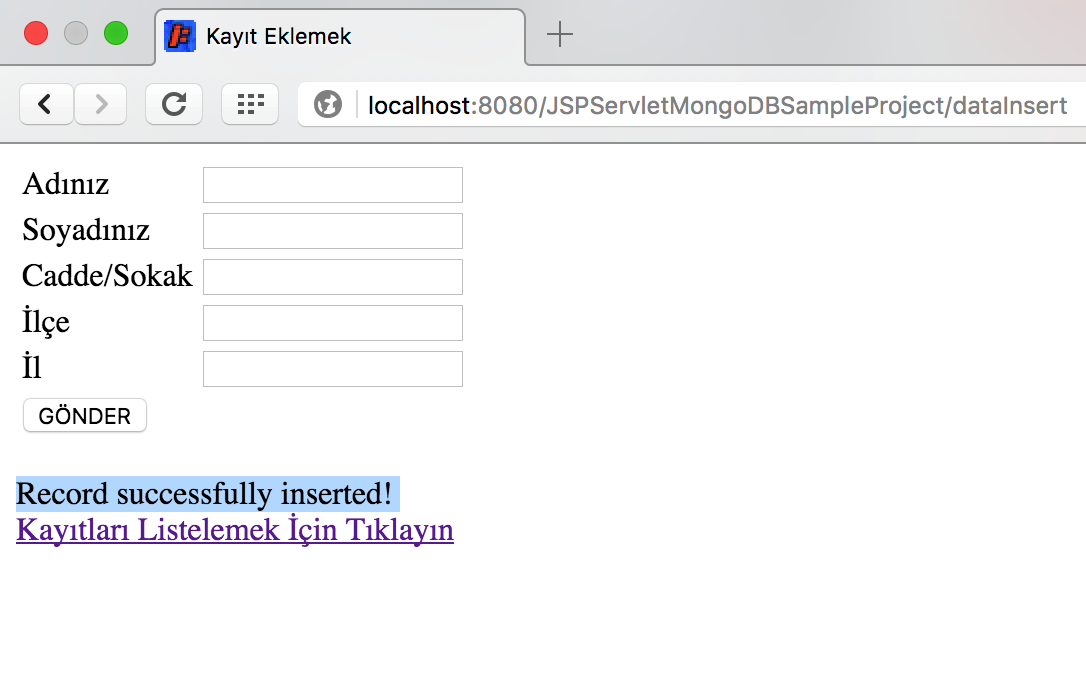 Kayıt Eklemek
localhost:8080/JSPServletMongoDBSampleProject/dataInsert
Adınız
Soyadınız
Cadde/Sokak
İlçe
İl
GÖNDER
Record successfully inserted!
Kayıtları Listelemek İçin Tıklayın